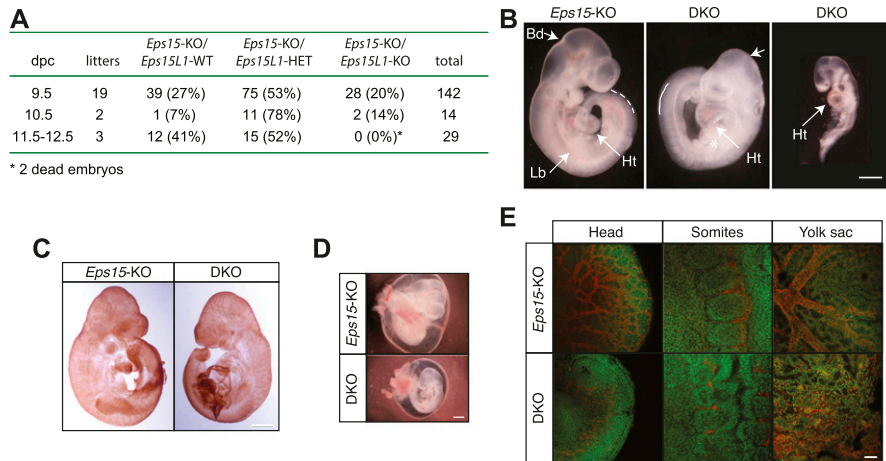 A
Eps15-KO/ Eps15-KO/ Eps15-KO/
dpc litters Eps15L1-WT Eps15L1-HET Eps15L1-KO total
9.5 19 39 (27%) 75 (53%) 28 (20%) 142
10.5 2 1 (7%) 11 (78%) 2 (14%) 14
11.5-12.5 3 12 (41%) 15 (52%) 0 (0%)* 29
* 2 dead embryos
B
Eps15-KO DKO DKO
Bd
Lb
Ht
*
Ht
Ht
C
Eps15-KO DKO
D
Eps15-KO
DKO
E
Head Somites Yolk sac
Eps15-KO
DKO